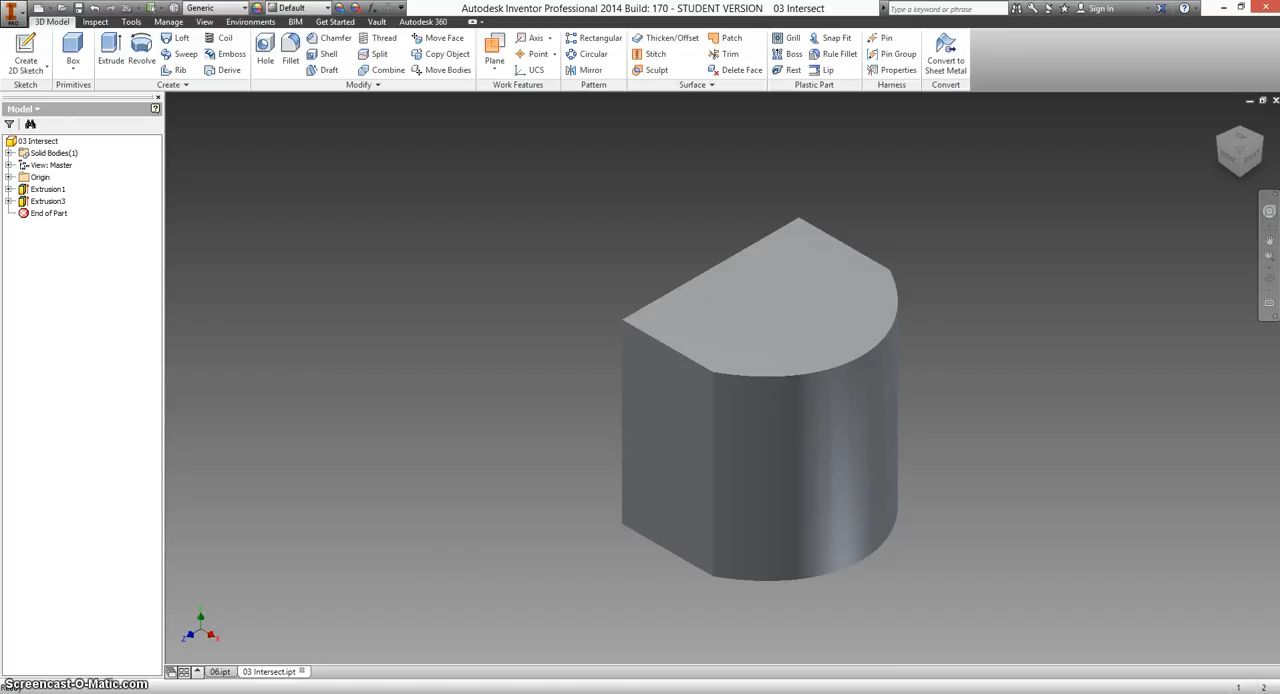 Generic Default Autodesk Inventor Professional 2014 Build: 170 - STUDENT VERSION 03 Intersect Type a keyword or phrase Sign In
PRO 3D Model Inspect Tools Manage View Environments BIM Get Started Vault Autodesk 360
Loft Coil Chamfer Thread Move Face Axis Rectangular Thicken/Offset Patch Grill Snap Fit Pin
Create 2D Sketch Box Extrude Revolve Sweep Emboss Hole Fillet Shell Split Copy Object Plane Point Circular Stitch Trim Boss Rule Fillet Pin Group Convert to Sheet Metal
Rib Derive Draft Combine Move Bodies UCS Mirror Sculpt Delete Face Rest Lip Properties
Sketch Primitives Create Modify Work Features Pattern Surface Plastic Part Harness Convert
Model
03 Intersect
Solid Bodies(1)
View: Master
Origin
Extrusion1
Extrusion3
End of Part
Z X
06.ipt 03 Intersect.ipt
Screencast-O-Matic.com
1 2